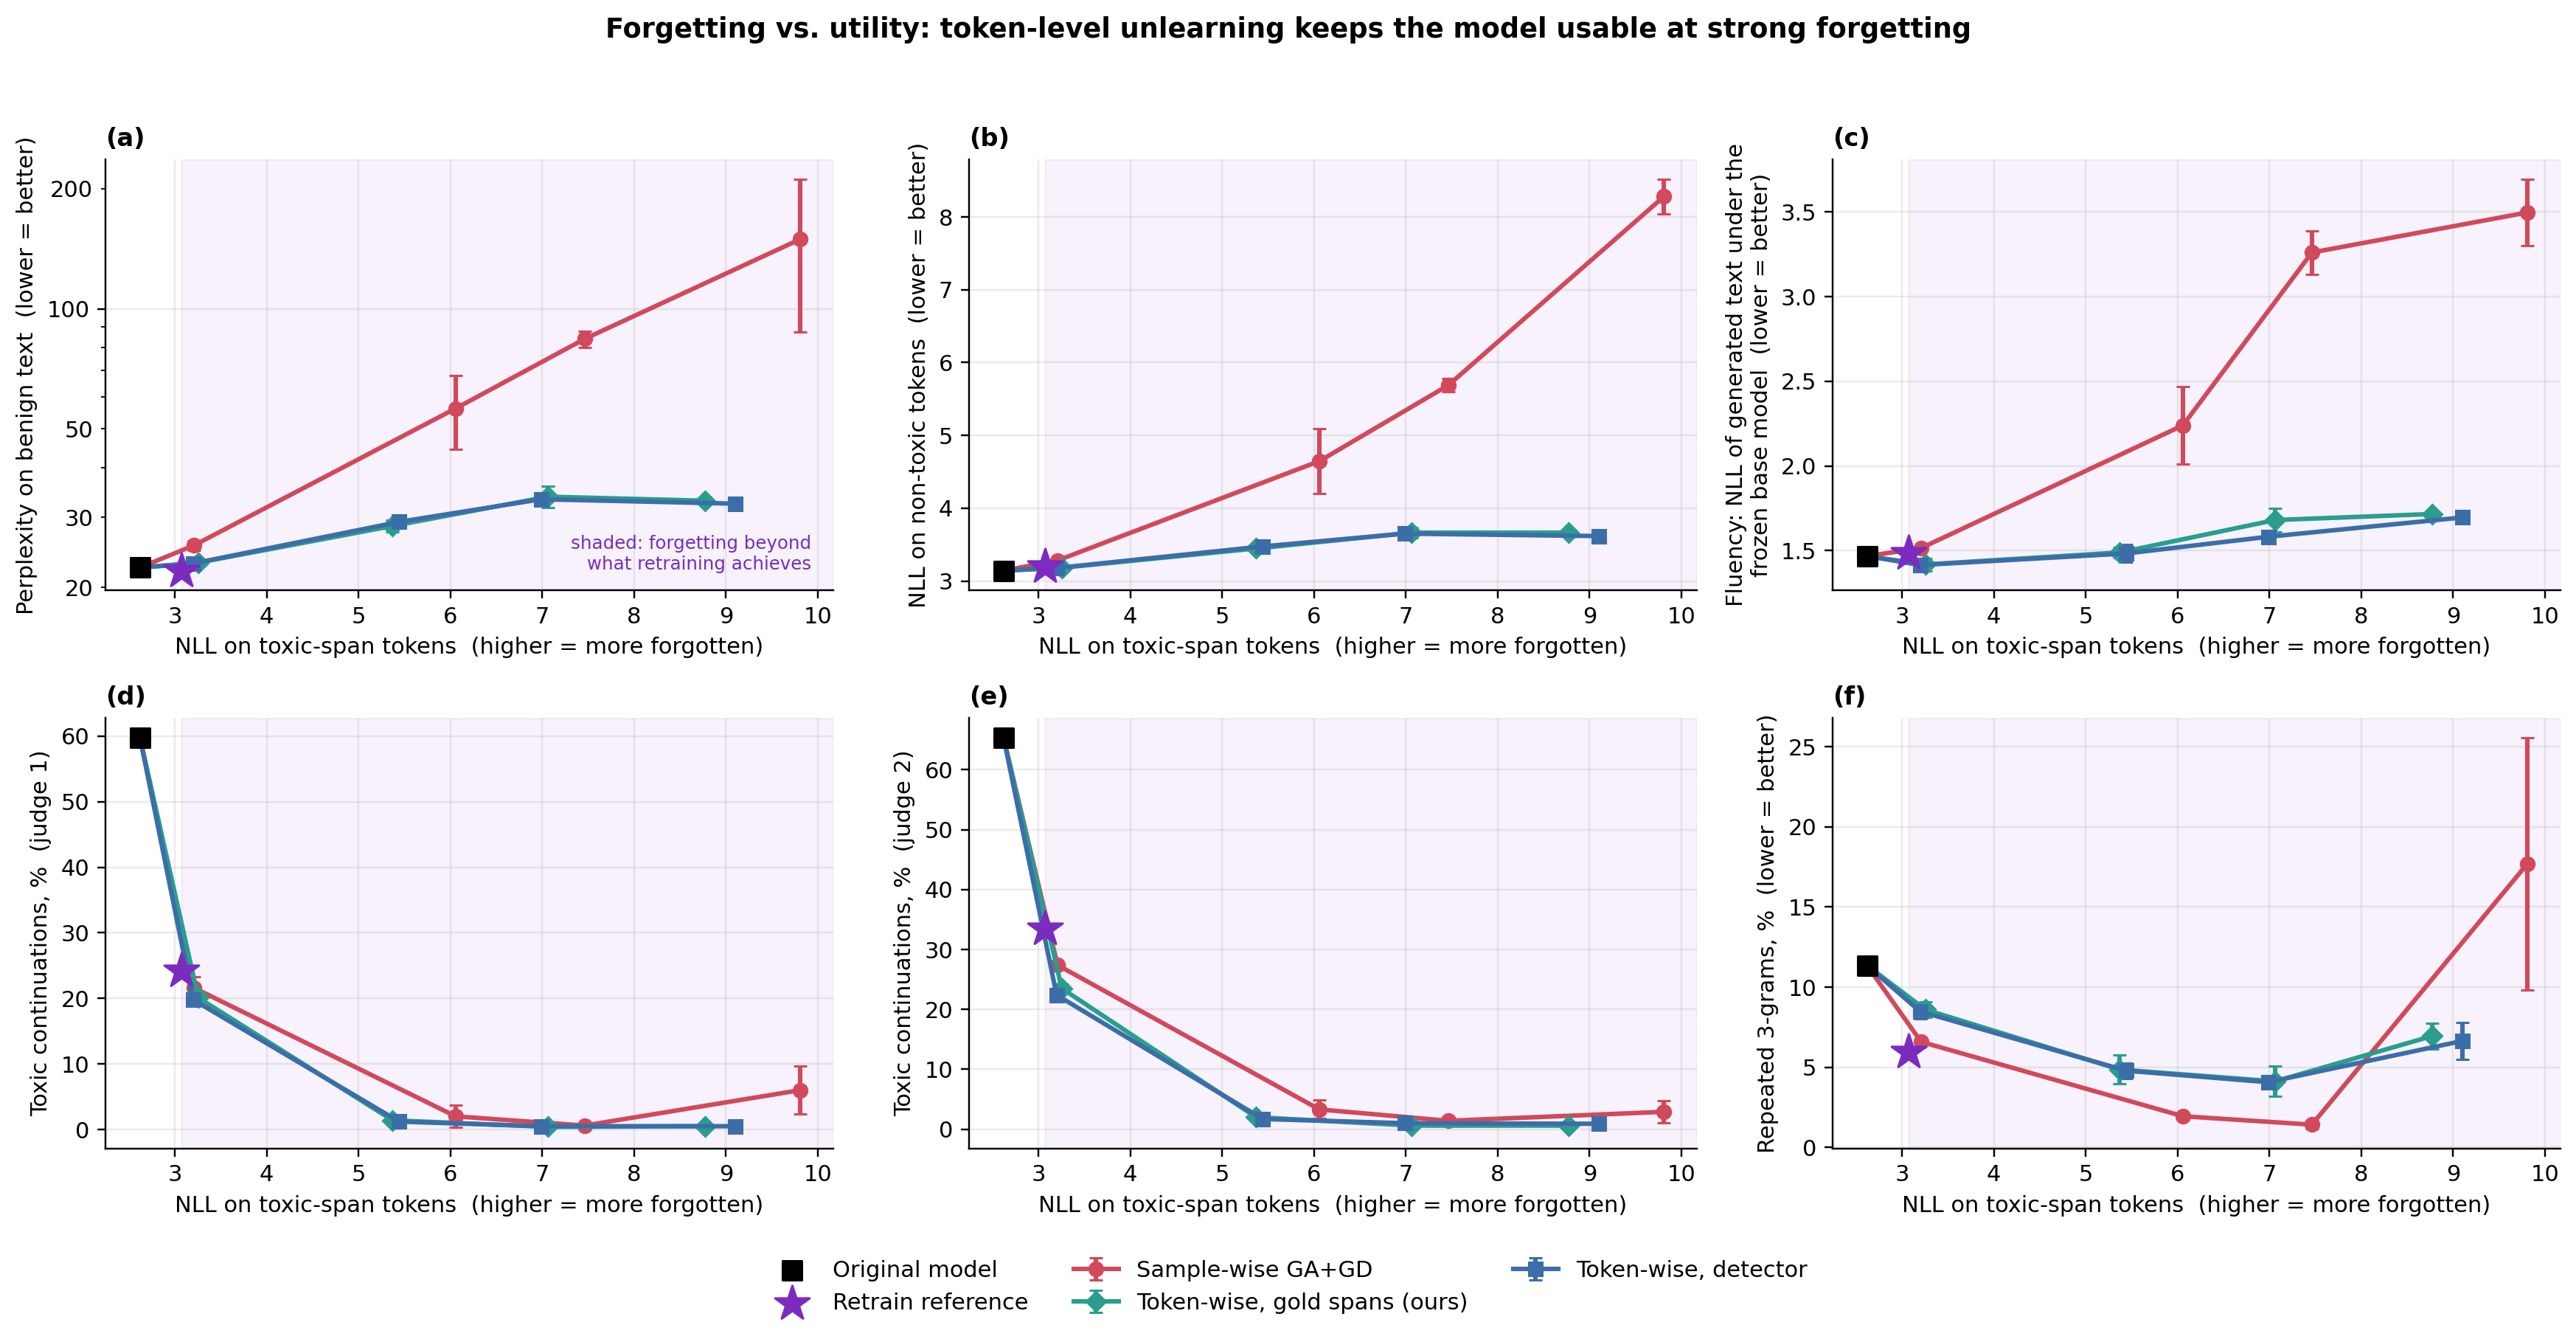 Forgetting vs. utility: token-level unlearning keeps the model usable at strong forgetting
(a)
Perplexity on benign text (lower = better)
200
100
50
30
20
shaded: forgetting beyond
what retraining achieves
3 4 5 6 7 8 9 10
NLL on toxic-span tokens (higher = more forgotten)
(b)
NLL on non-toxic tokens (lower = better)
8
7
6
5
4
3
3 4 5 6 7 8 9 10
NLL on toxic-span tokens (higher = more forgotten)
(c)
Fluency: NLL of generated text under the
frozen base model (lower = better)
3.5
3.0
2.5
2.0
1.5
3 4 5 6 7 8 9 10
NLL on toxic-span tokens (higher = more forgotten)
(d)
Toxic continuations, % (judge 1)
60
50
40
30
20
10
0
3 4 5 6 7 8 9 10
NLL on toxic-span tokens (higher = more forgotten)
(e)
Toxic continuations, % (judge 2)
60
50
40
30
20
10
0
3 4 5 6 7 8 9 10
NLL on toxic-span tokens (higher = more forgotten)
(f)
Repeated 3-grams, % (lower = better)
25
20
15
10
5
0
3 4 5 6 7 8 9 10
NLL on toxic-span tokens (higher = more forgotten)
Original model
Retrain reference
Sample-wise GA+GD
Token-wise, gold spans (ours)
Token-wise, detector